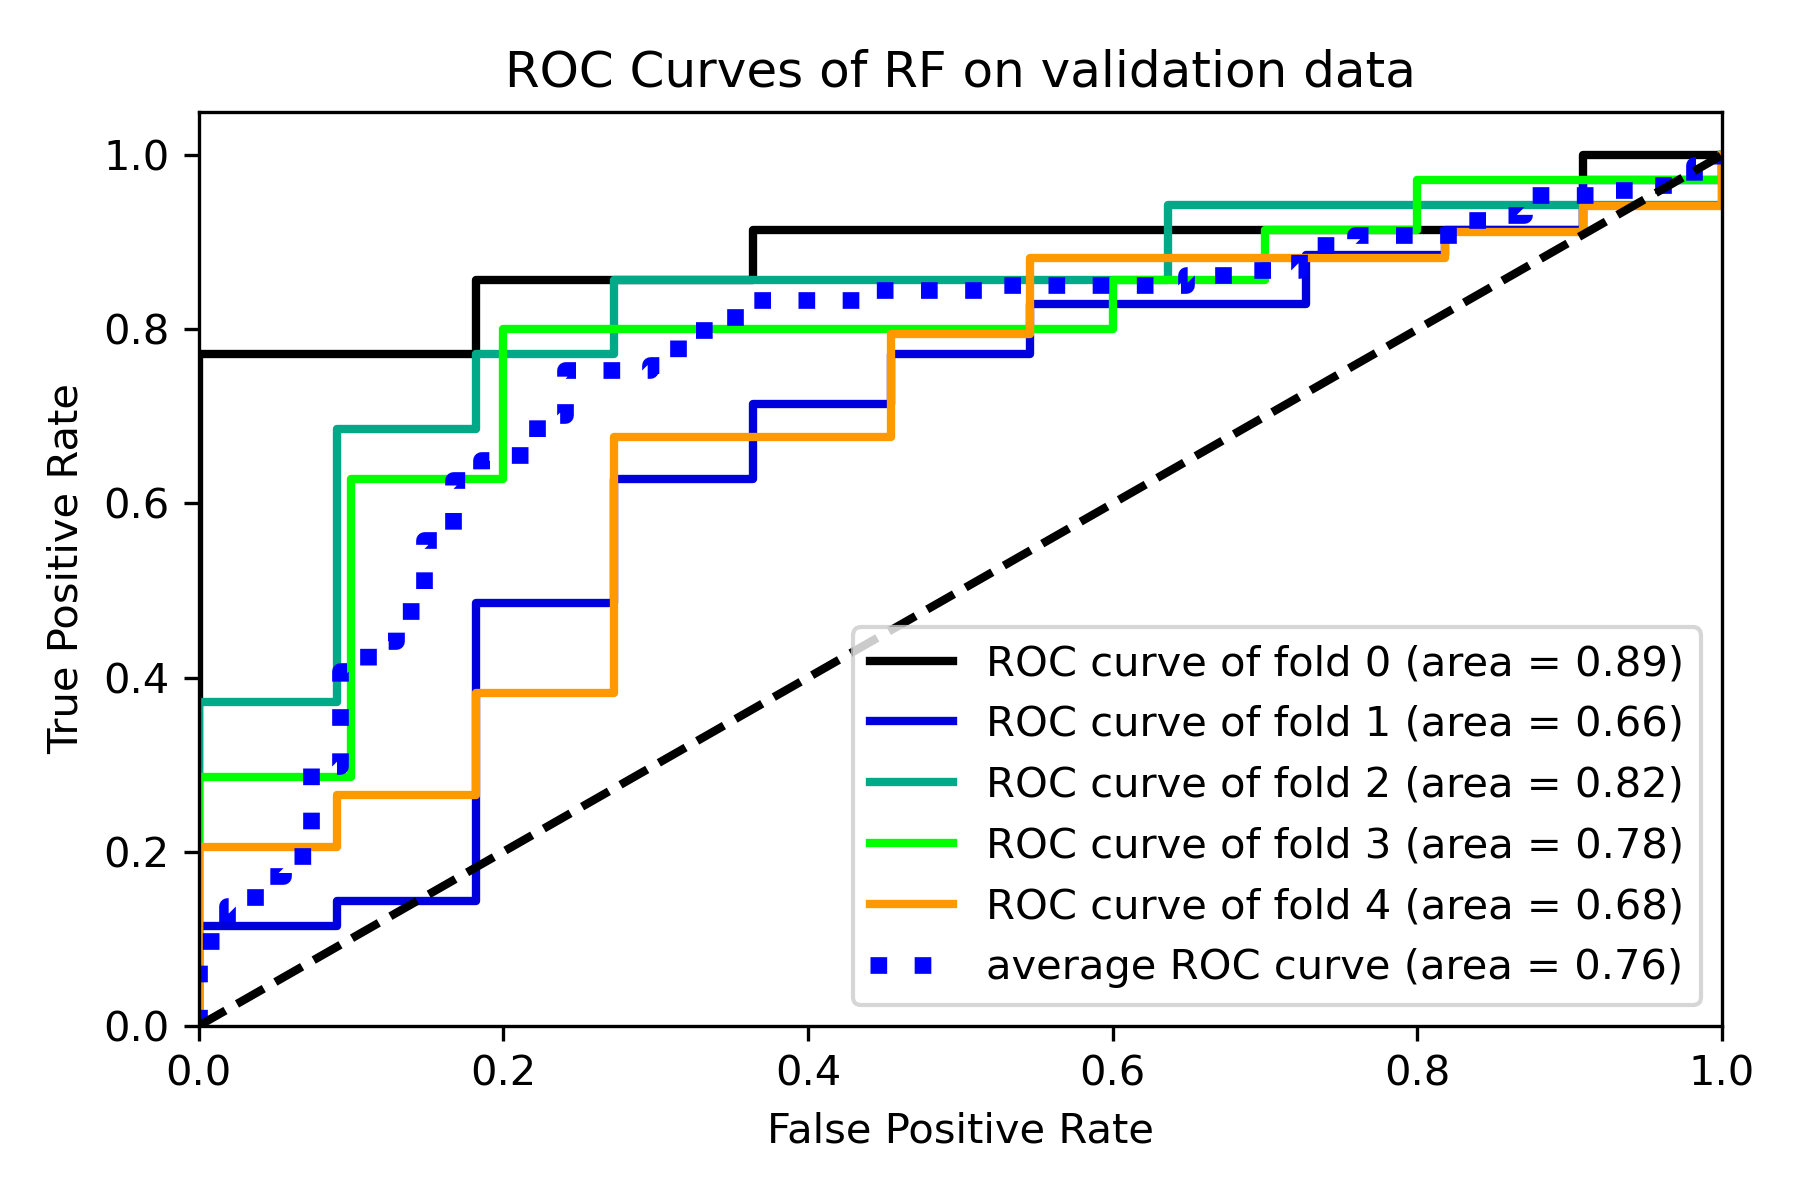 ROC Curves of RF on validation data
1.0
0.8
0.6
0.4
0.2
0.0
True Positive Rate
ROC curve of fold 0 (area = 0.89)
ROC curve of fold 1 (area = 0.66)
ROC curve of fold 2 (area = 0.82)
ROC curve of fold 3 (area = 0.78)
ROC curve of fold 4 (area = 0.68)
average ROC curve (area = 0.76)
0.0 0.2 0.4 0.6 0.8 1.0
False Positive Rate